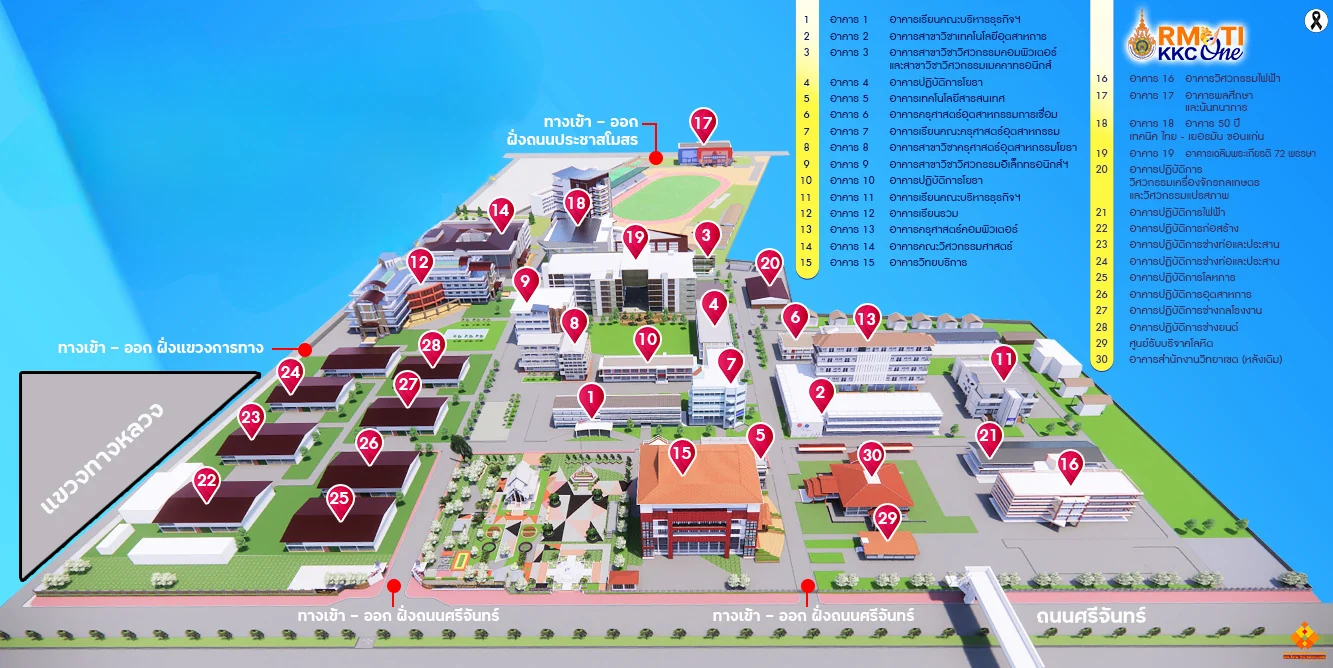 1 อาคาร 1 อาคารเรียนคณะบริหารธุรกิจฯ
2 อาคาร 2 อาคารสาขาวิชาเทคโนโลยีอุตสาหการ
3 อาคาร 3 อาคารสาขาวิชาวิศวกรรมคอมพิวเตอร์
และสาขาวิชาวิศวกรรมเมคคาทรอนิกส์
4 อาคาร 4 อาคารปฏิบัติการโยธา
5 อาคาร 5 อาคารเทคโนโลยีสารสนเทศ
6 อาคาร 6 อาคารครุศาสตร์อุตสาหกรรมการเชื่อม
7 อาคาร 7 อาคารเรียนคณะครุศาสตร์อุตสาหกรรม
8 อาคาร 8 อาคารสาขาวิชาครุศาสตร์อุตสาหกรรมโยธา
9 อาคาร 9 อาคารสาขาวิชาวิศวกรรมอิเล็กทรอนิกส์ฯ
10 อาคาร 10 อาคารปฏิบัติการโยธา
11 อาคาร 11 อาคารเรียนคณะบริหารธุรกิจฯ
12 อาคาร 12 อาคารเรียนรวม
13 อาคาร 13 อาคารครุศาสตร์คอมพิวเตอร์
14 อาคาร 14 อาคารคณะวิศวกรรมศาสตร์
15 อาคาร 15 อาคารวิทยบริการ
RMUTI
KKC One
16 อาคาร 16 อาคารวิศวกรรมไฟฟ้า
17 อาคาร 17 อาคารพลศึกษา
และนันทนาการ
18 อาคาร 18 อาคาร 50 ปี
เทคนิค ไทย - เยอรมัน ขอนแก่น
19 อาคาร 19 อาคารเฉลิมพระเกียรติ 72 พรรษา
20 อาคารปฏิบัติการ
วิศวกรรมเครื่องจักรกลเกษตร
และวิศวกรรมแปรสภาพ
21 อาคารปฏิบัติการไฟฟ้า
22 อาคารปฏิบัติการก่อสร้าง
23 อาคารปฏิบัติการช่างท่อและประสาน
24 อาคารปฏิบัติการช่างท่อและประสาน
25 อาคารปฏิบัติการโลหการ
26 อาคารปฏิบัติการอุตสาหการ
27 อาคารปฏิบัติการช่างกลโรงงาน
28 อาคารปฏิบัติการช่างยนต์
29 ศูนย์รับบริจาคโลหิต
30 อาคารสำนักงานวิทยาเขต (หลังเดิม)
ทางเข้า - ออก
ฝั่งถนนประชาสโมสร
17
14
18
19
3
12
9
20
4
8
6
13
10
ทางเข้า - ออก ฝั่งแขวงการทาง
28
7
11
24
27
1
2
แขวงทางหลวง
23
26
15
5
21
30
16
22
25
29
ทางเข้า - ออก ฝั่งถนนศรีจันทร์
ทางเข้า - ออก ฝั่งถนนศรีจันทร์
ถนนศรีจันทร์